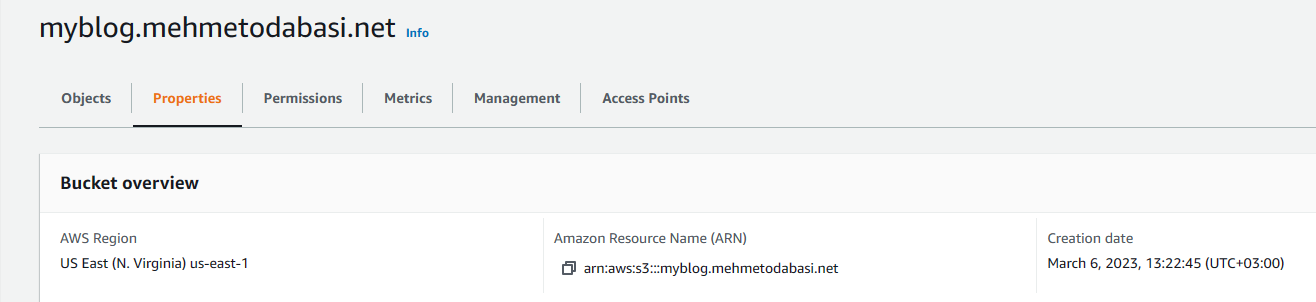 myblog.mehmetodabasi.net Info
Objects Properties Permissions Metrics Management Access Points
Bucket overview
AWS Region
US East (N. Virginia) us-east-1
Amazon Resource Name (ARN)
arn:aws:s3:::myblog.mehmetodabasi.net
Creation date
March 6, 2023, 13:22:45 (UTC+03:00)